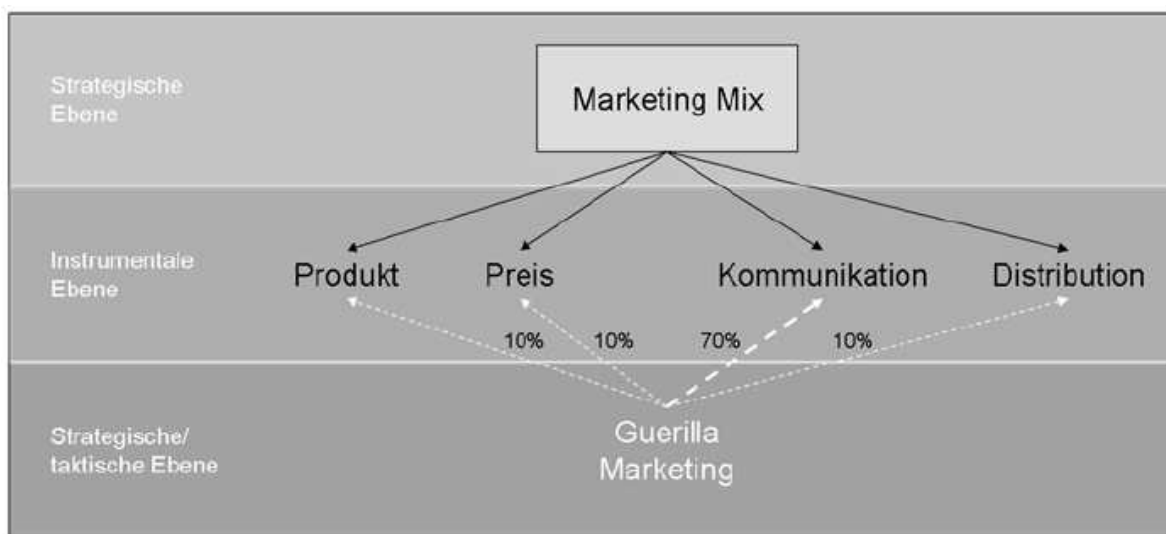 Strategische
Ebene
Marketing Mix
Instrumentale
Ebene
Produkt
Preis
Kommunikation
Distribution
10%
10%
70%
10%
Strategische/
taktische Ebene
Guerilla
Marketing